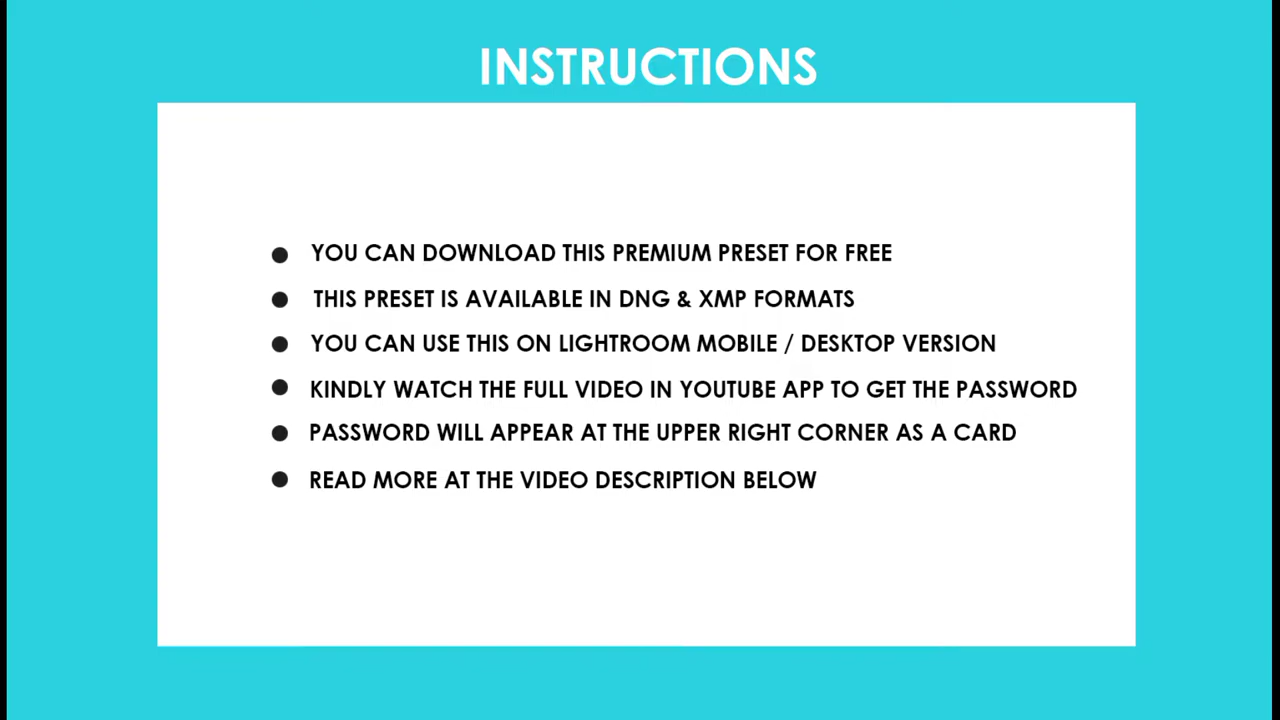 INSTRUCTIONS
YOU CAN DOWNLOAD THIS PREMIUM PRESET FOR FREE
THIS PRESET IS AVAILABLE IN DNG & XMP FORMATS
YOU CAN USE THIS ON LIGHTROOM MOBILE / DESKTOP VERSION
KINDLY WATCH THE FULL VIDEO IN YOUTUBE APP TO GET THE PASSWORD
PASSWORD WILL APPEAR AT THE UPPER RIGHT CORNER AS A CARD
READ MORE AT THE VIDEO DESCRIPTION BELOW